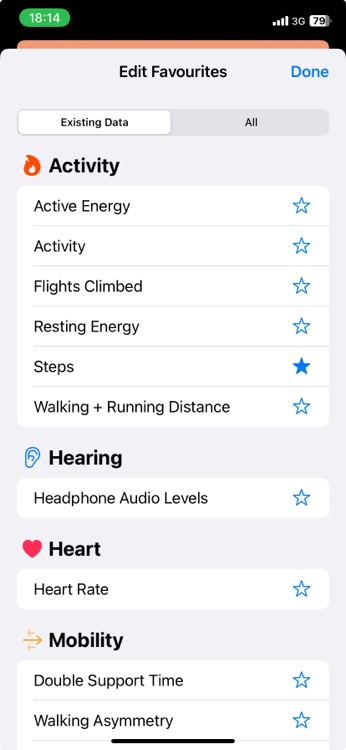 18:14
3G 79
Edit Favourites
Done
Existing Data
All
Activity
Active Energy
Activity
Flights Climbed
Resting Energy
Steps
Walking + Running Distance
Hearing
Headphone Audio Levels
Heart
Heart Rate
Mobility
Double Support Time
Walking Asymmetry